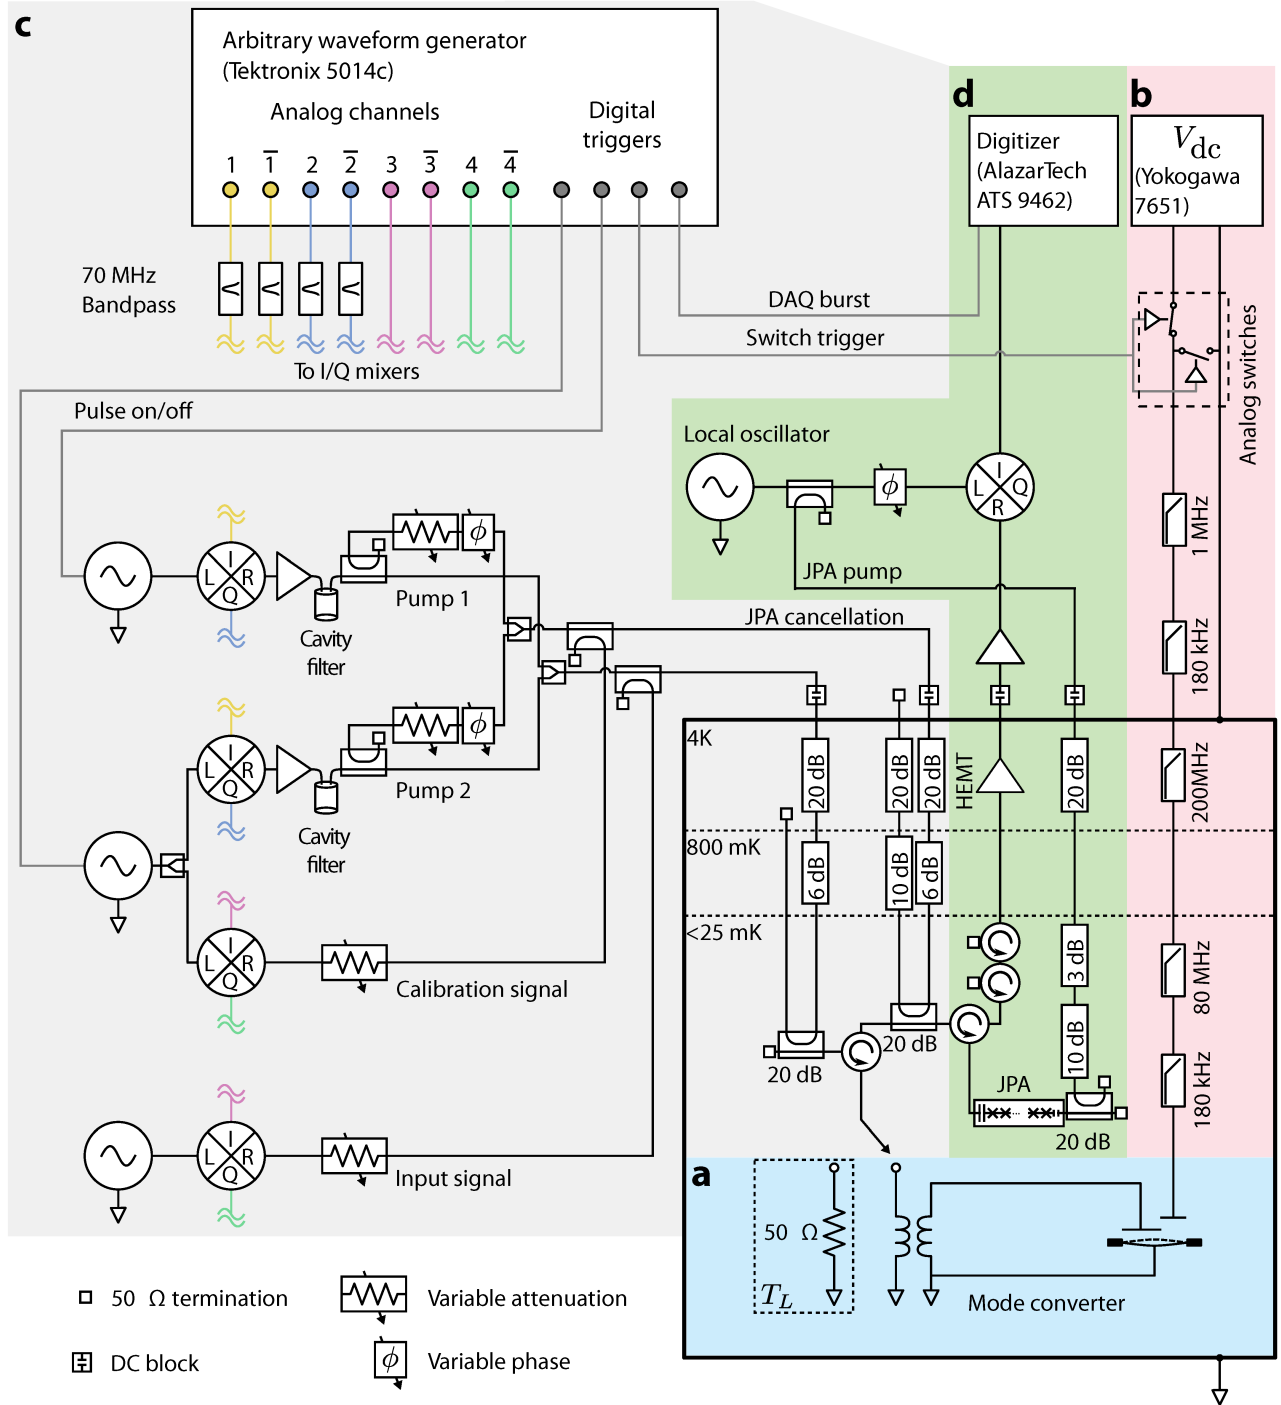 c
Arbitrary waveform generator
(Tektronix 5014c)
Analog channels
Digital
triggers
1
1̅
2
2̅
3
3̅
4
4̅
70 MHz
Bandpass
To I/Q mixers
DAQ burst
Switch trigger
Pulse on/off
d
Digitizer
(AlazarTech
ATS 9462)
b
V_dc
(Yokogawa
7651)
Analog switches
Local oscillator
ϕ
L
I
Q
R
JPA pump
JPA cancellation
1 MHz
180 kHz
L
I
R
Q
Cavity
filter
ϕ
Pump 1
L
I
R
Q
Cavity
filter
ϕ
Pump 2
L
I
R
Q
Calibration signal
L
I
R
Q
Input signal
4K
20 dB
20 dB
20 dB
HEMT
20 dB
200MHz
800 mK
6 dB
10 dB
6 dB
<25 mK
3 dB
80 MHz
20 dB
20 dB
10 dB
JPA
20 dB
180 kHz
a
50 Ω
T_L
Mode converter
50 Ω termination
Variable attenuation
DC block
ϕ
Variable phase